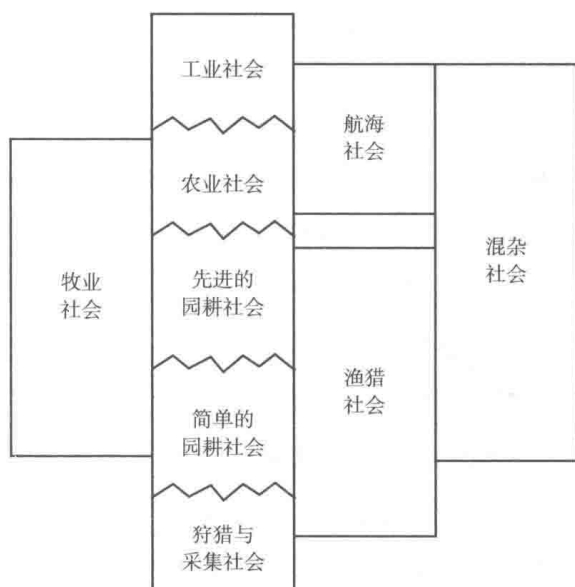 工业社会
航海
社会
农业社会
混杂
社会
牧业
社会
先进的
园耕社会
渔猎
社会
简单的
园耕社会
狩猎与
采集社会